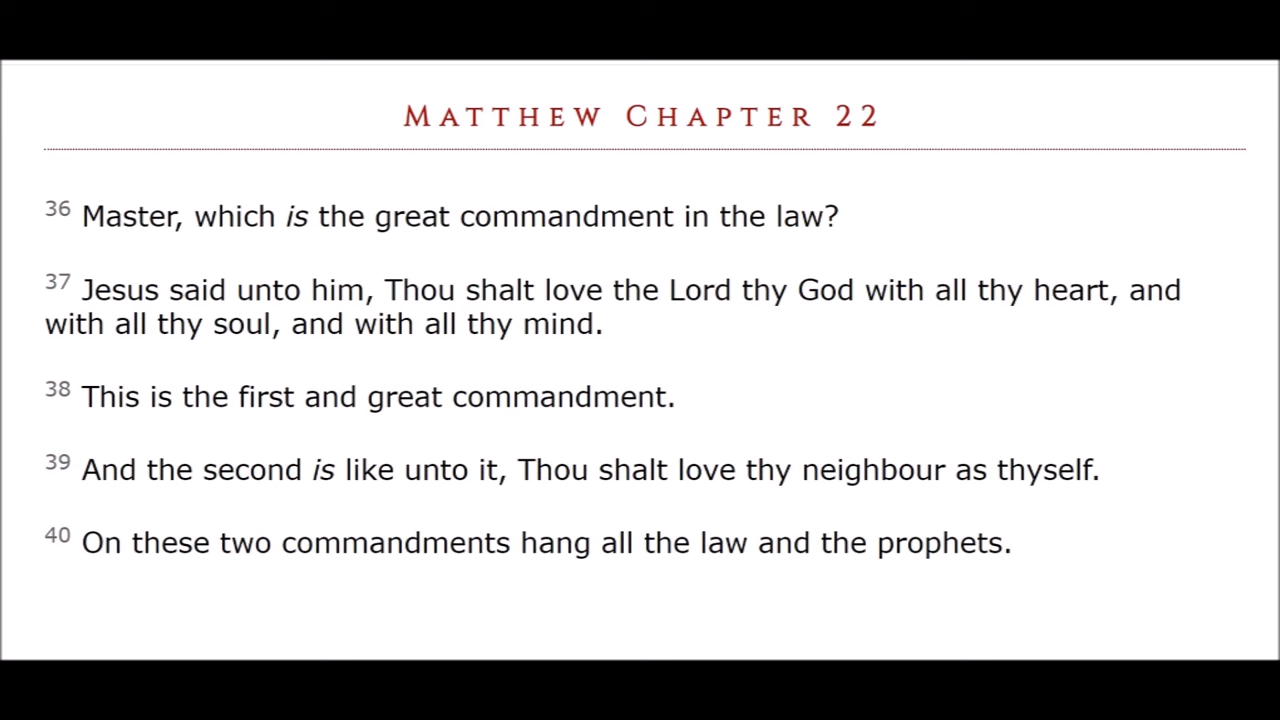 MATTHEW CHAPTER 22
36 Master, which is the great commandment in the law?
37 Jesus said unto him, Thou shalt love the Lord thy God with all thy heart, and
with all thy soul, and with all thy mind.
38 This is the first and great commandment.
39 And the second is like unto it, Thou shalt love thy neighbour as thyself.
40 On these two commandments hang all the law and the prophets.